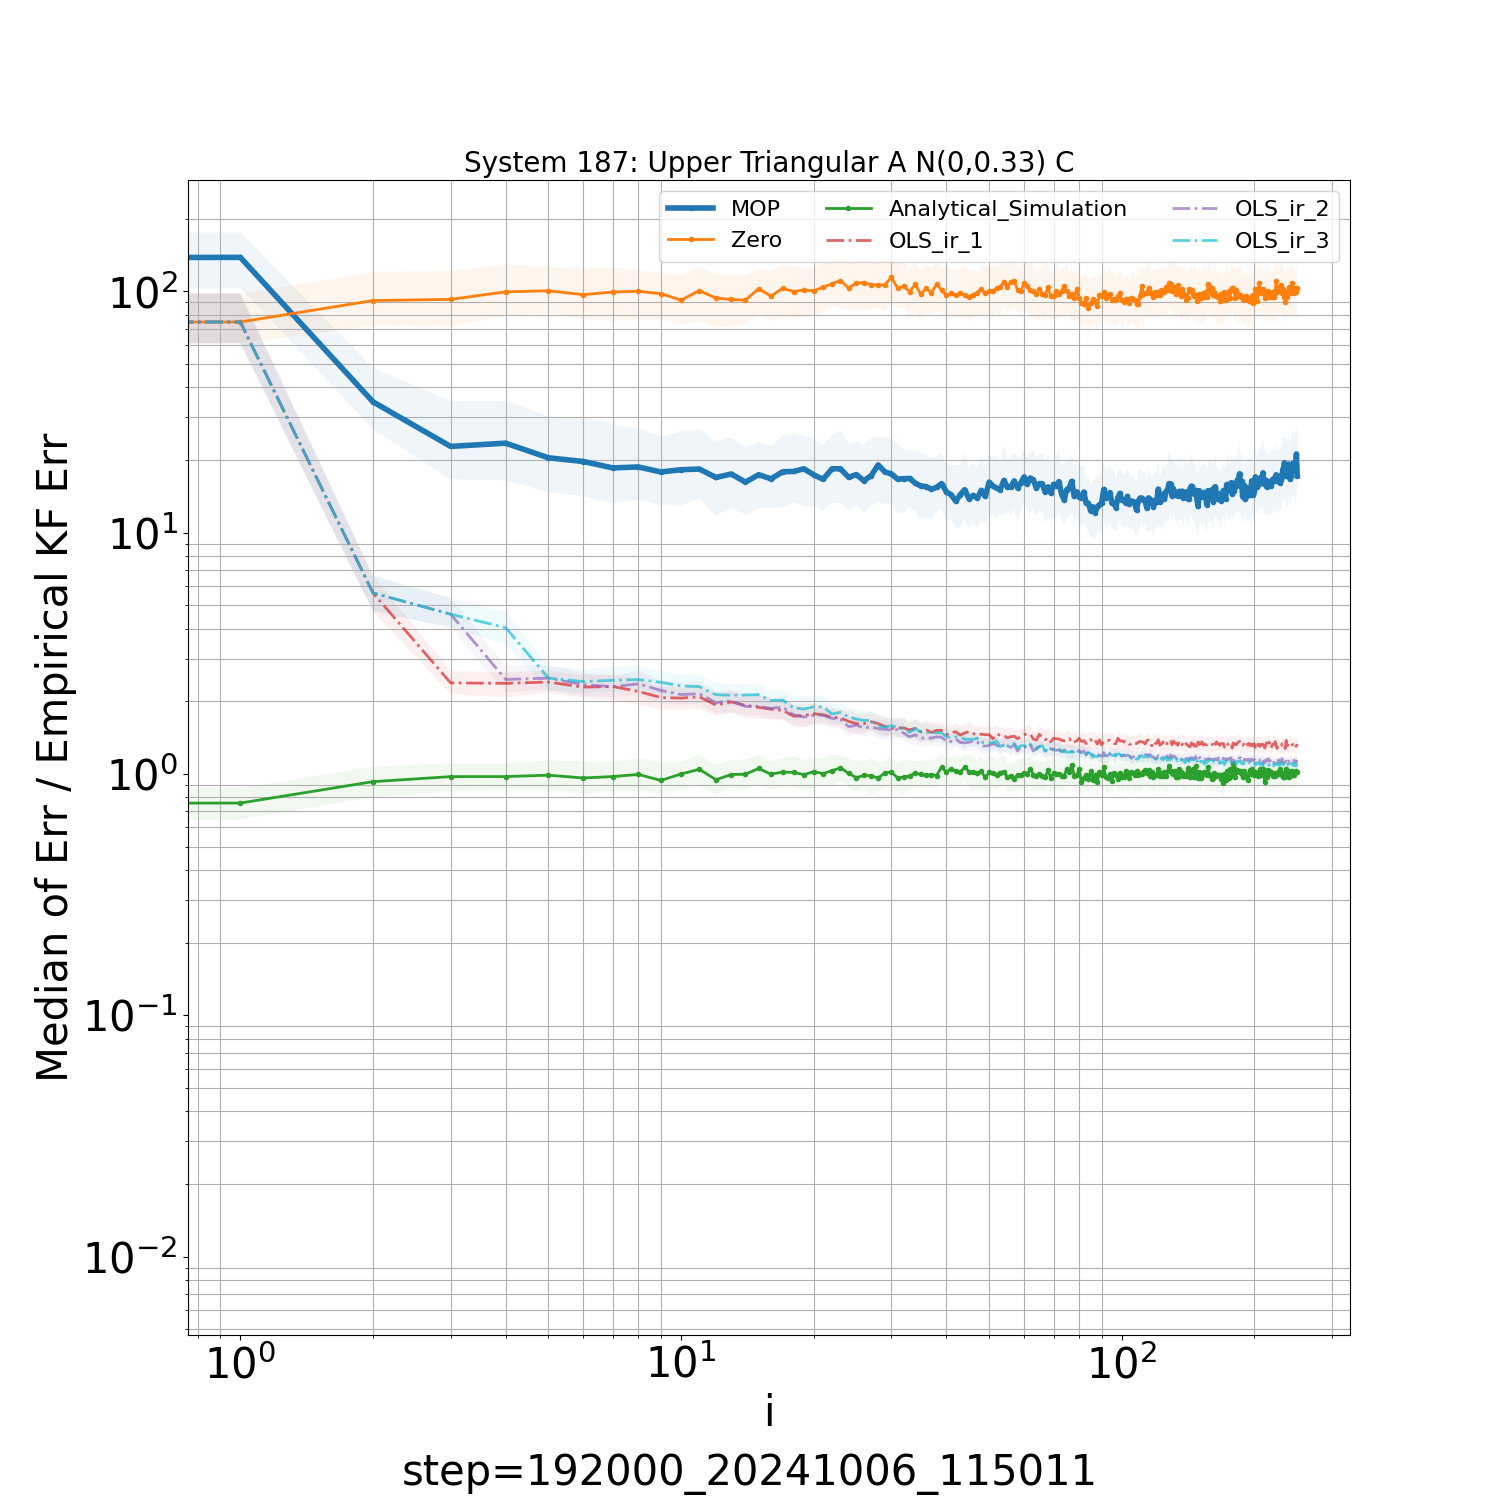 System 187: Upper Triangular A N(0,0.33) C
MOP
Zero
Analytical_Simulation
OLS_ir_1
OLS_ir_2
OLS_ir_3
Median of Err / Empirical KF Err
10²
10¹
10⁰
10⁻¹
10⁻²
10⁰ 10¹ 10²
i
step=192000_20241006_115011